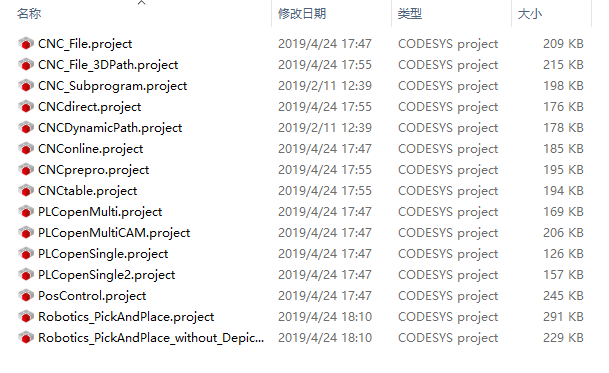 名称 修改日期 类型 大小
CNC_File.project 2019/4/24 17:47 CODESYS project 209 KB
CNC_File_3DPath.project 2019/4/24 17:55 CODESYS project 215 KB
CNC_Subprogram.project 2019/2/11 12:39 CODESYS project 198 KB
CNCdirect.project 2019/4/24 17:55 CODESYS project 176 KB
CNCDynamicPath.project 2019/2/11 12:39 CODESYS project 178 KB
CNConline.project 2019/4/24 17:47 CODESYS project 185 KB
CNCprepro.project 2019/4/24 17:55 CODESYS project 195 KB
CNCtable.project 2019/4/24 17:55 CODESYS project 194 KB
PLCopenMulti.project 2019/4/24 17:47 CODESYS project 169 KB
PLCopenMultiCAM.project 2019/4/24 17:47 CODESYS project 206 KB
PLCopenSingle.project 2019/4/24 17:47 CODESYS project 126 KB
PLCopenSingle2.project 2019/4/24 17:47 CODESYS project 157 KB
PosControl.project 2019/4/24 17:47 CODESYS project 245 KB
Robotics_PickAndPlace.project 2019/4/24 18:10 CODESYS project 291 KB
Robotics_PickAndPlace_without_Depic... 2019/4/24 18:10 CODESYS project 229 KB